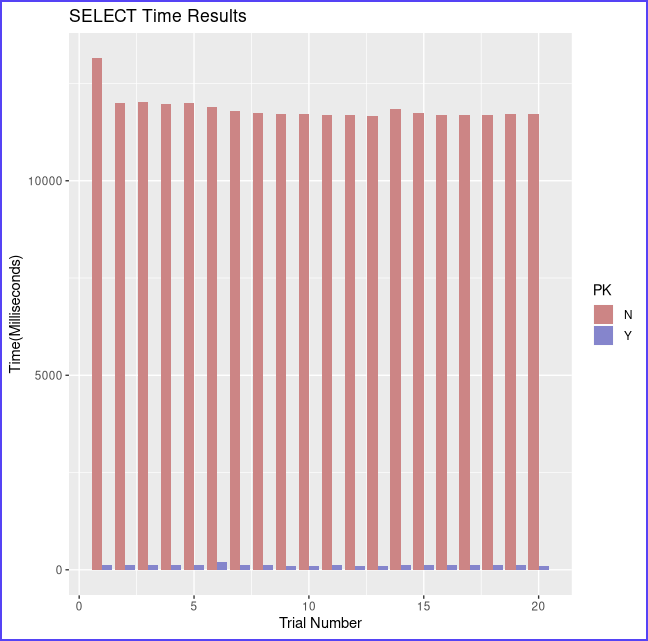 SELECT Time Results
Time(Milliseconds)
10000
5000
0
0
5
10
15
20
Trial Number
PK
N
Y